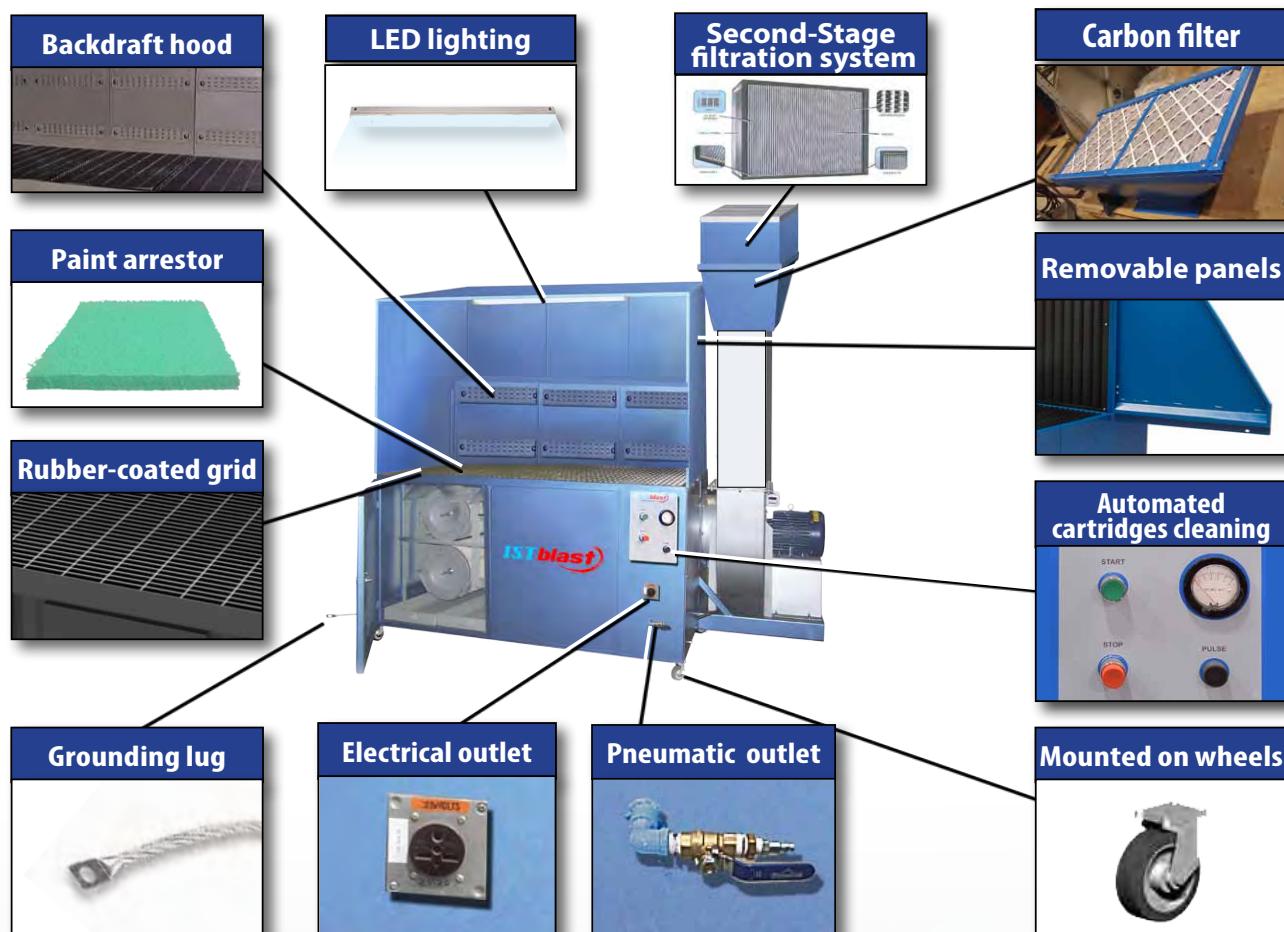 Backdraft hood
LED lighting
Second-Stage
filtration system
Carbon filter
Paint arrestor
Removable panels
Rubber-coated grid
Automated
cartridges cleaning
START
STOP
PULSE
ISTblast
Grounding lug
Electrical outlet
Pneumatic outlet
Mounted on wheels